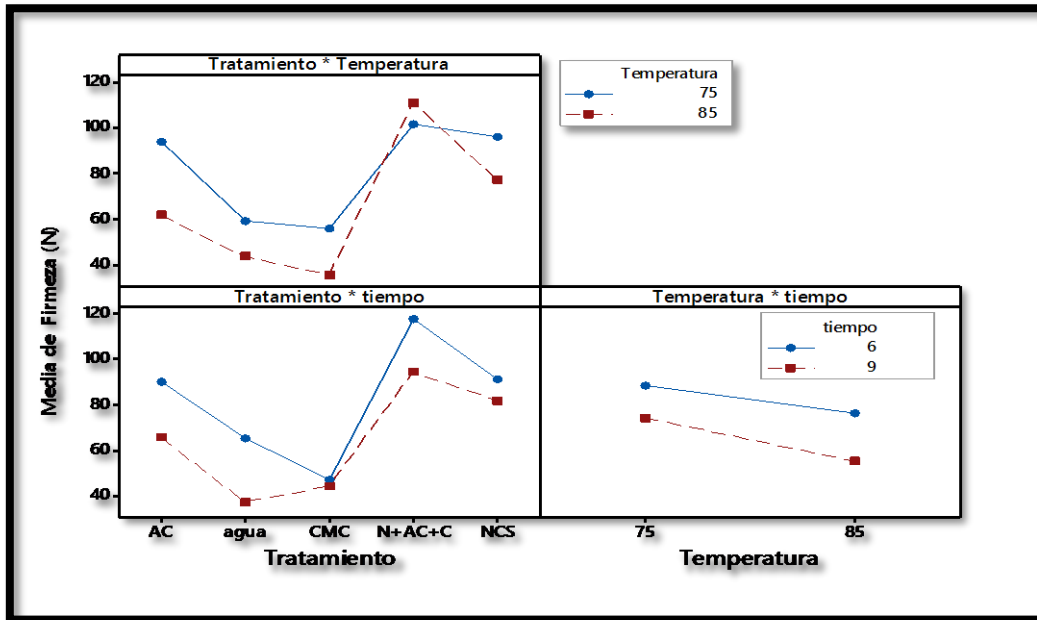 Tratamiento * Temperatura
Temperatura
75
85
120
100
80
60
40
Media de Firmeza (N)
Tratamiento * tiempo
Temperatura * tiempo
120
100
80
60
40
tiempo
6
9
AC agua CMC N+AC+C NCS
75 85
Tratamiento
Temperatura